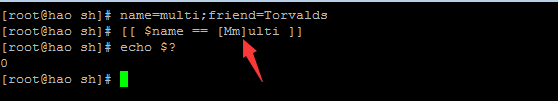 [root@hao sh]# name=multi;friend=Torvalds
[root@hao sh]# [[ $name == [Mm]ulti ]]
[root@hao sh]# echo $?
0
[root@hao sh]#